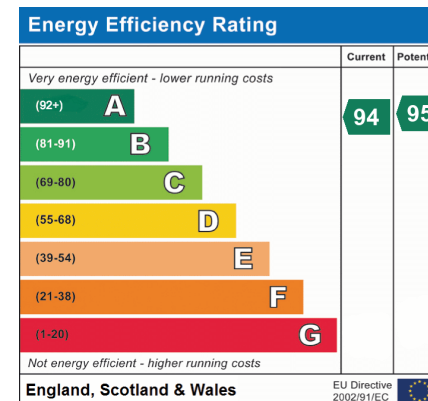 Energy Efficiency Rating
Current Potent
Very energy efficient - lower running costs
(92+) A
94 95
(81-91) B
(69-80) C
(55-68) D
(39-54) E
(21-38) F
(1-20) G
Not energy efficient - higher running costs
England, Scotland & Wales
EU Directive
2002/91/EC